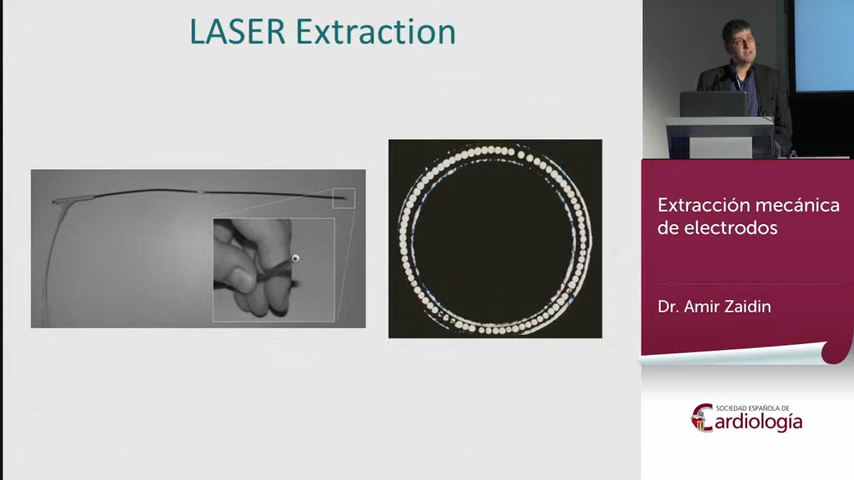 LASER Extraction
Extracción mecánica
de electrodos
Dr. Amir Zaidin
SOCIEDAD ESPAÑOLA DE
Cardiología